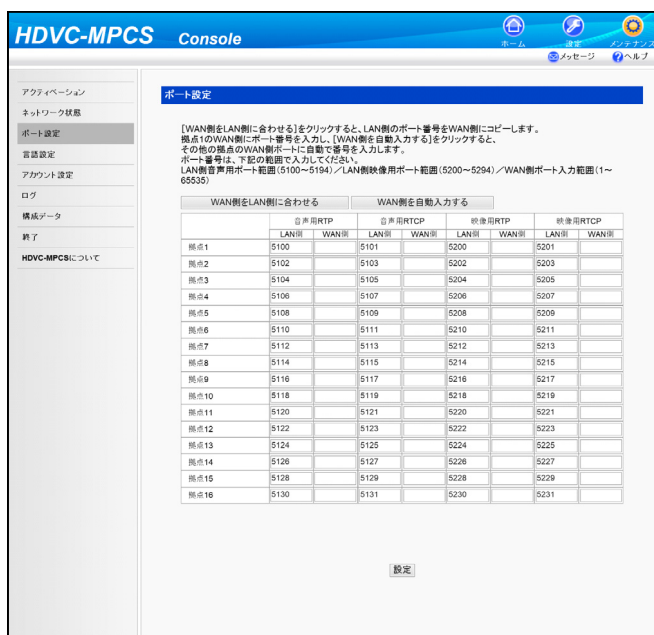 HDVC-MPCS Console
ホーム 設定 メンテナンス
メッセージ ヘルプ
アクティベーション
ネットワーク状態
ポート設定
言語設定
アカウント設定
ログ
構成データ
終了
HDVC-MPCSについて
ポート設定
[WAN側をLAN側に合わせる]をクリックすると、LAN側のポート番号をWAN側にコピーします。
拠点1のWAN側にポート番号を入力し、[WAN側を自動入力する]をクリックすると、
その他の拠点のWAN側ポートに自動で番号を入力します。
ポート番号は、下記の範囲で入力してください。
LAN側音声用ポート範囲(5100～5194)／LAN側映像用ポート範囲(5200～5294)／WAN側ポート入力範囲(1～
65535)
WAN側をLAN側に合わせる WAN側を自動入力する
音声用RTP 音声用RTCP 映像用RTP 映像用RTCP
LAN側 WAN側 LAN側 WAN側 LAN側 WAN側 LAN側 WAN側
拠点1 5100 5101 5200 5201
拠点2 5102 5103 5202 5203
拠点3 5104 5105 5204 5205
拠点4 5106 5107 5206 5207
拠点5 5108 5109 5208 5209
拠点6 5110 5111 5210 5211
拠点7 5112 5113 5212 5213
拠点8 5114 5115 5214 5215
拠点9 5116 5117 5216 5217
拠点10 5118 5119 5218 5219
拠点11 5120 5121 5220 5221
拠点12 5122 5123 5222 5223
拠点13 5124 5125 5224 5225
拠点14 5126 5127 5226 5227
拠点15 5128 5129 5228 5229
拠点16 5130 5131 5230 5231
設定